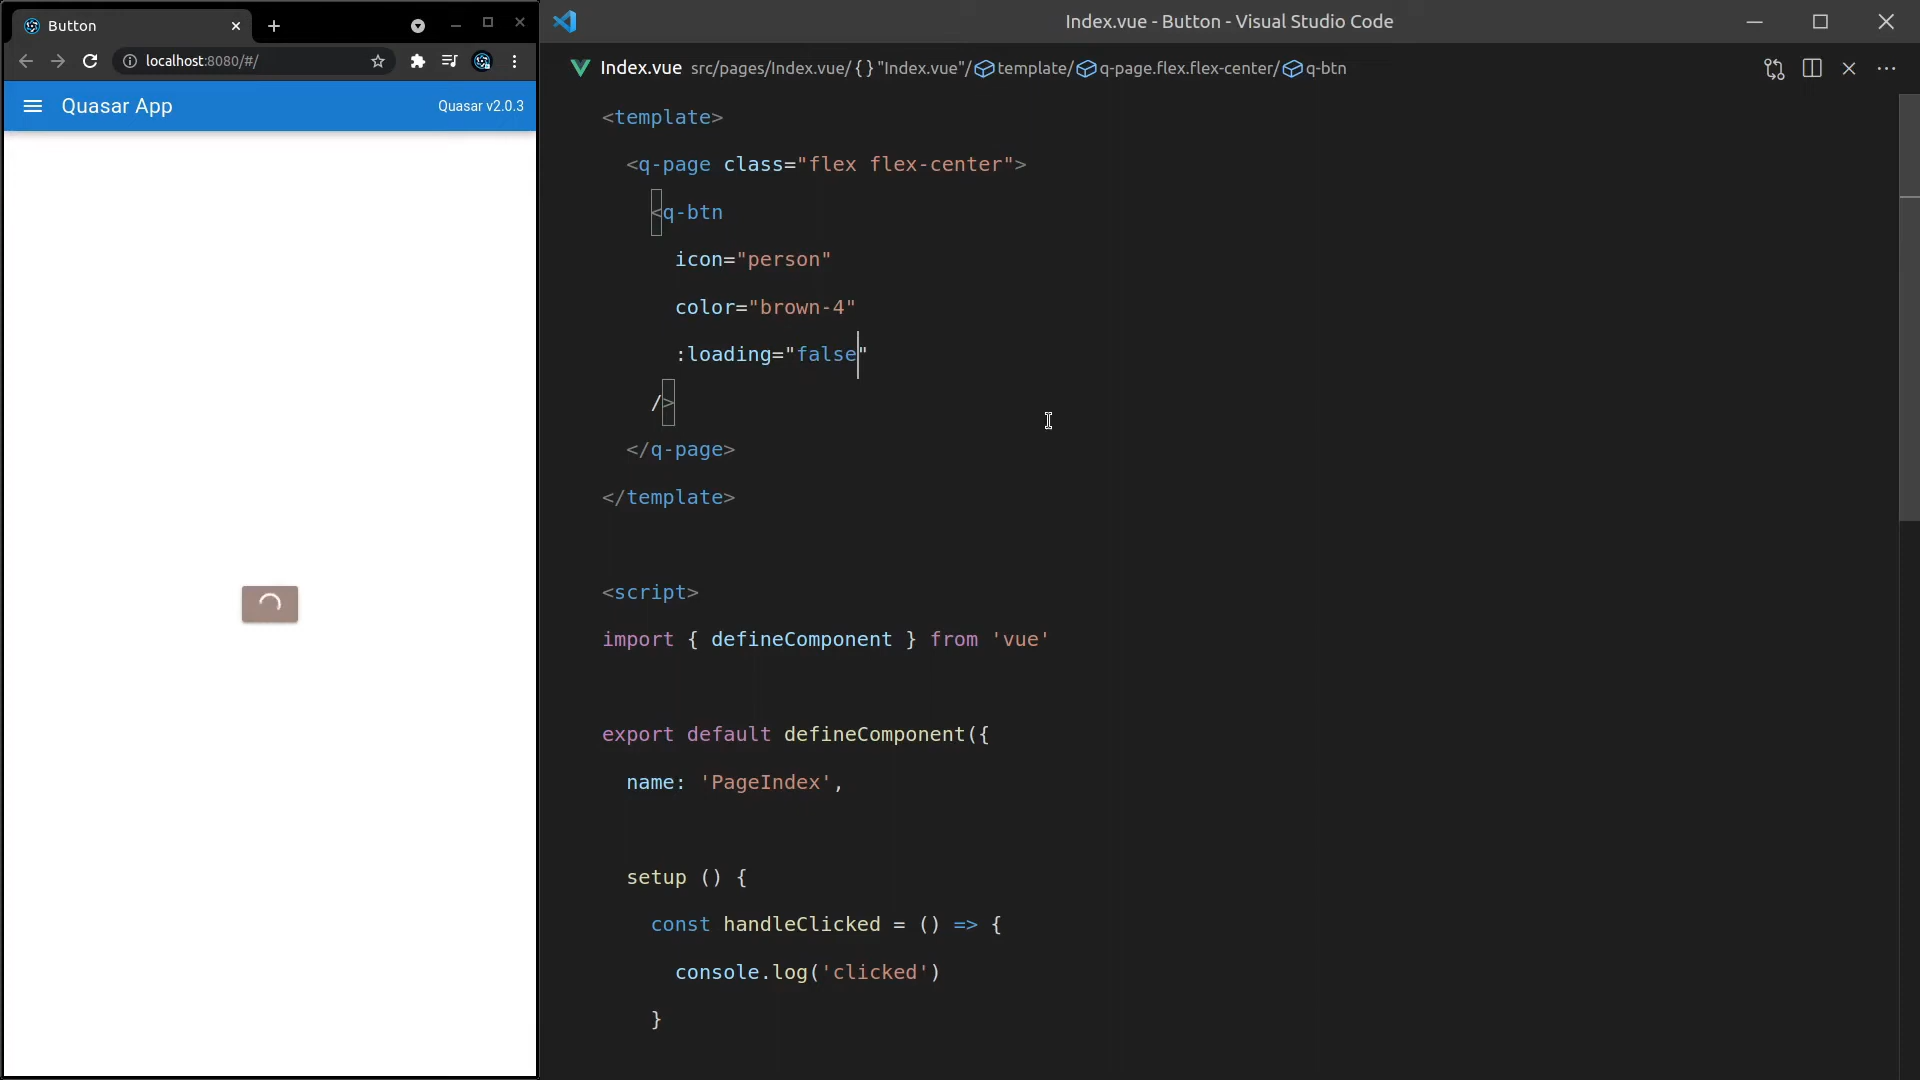 Button
localhost:8080/#/
Quasar App
Quasar v2.0.3
Index.vue - Button - Visual Studio Code
Index.vue src/pages/Index.vue/ {} "Index.vue"/ template/ q-page.flex.flex-center/ q-btn
<template>
<q-page class="flex flex-center">
<q-btn
icon="person"
color="brown-4"
:loading="false"
/>
</q-page>
</template>
<script>
import { defineComponent } from 'vue'
export default defineComponent({
name: 'PageIndex',
setup () {
const handleClicked = () => {
console.log('clicked')
}